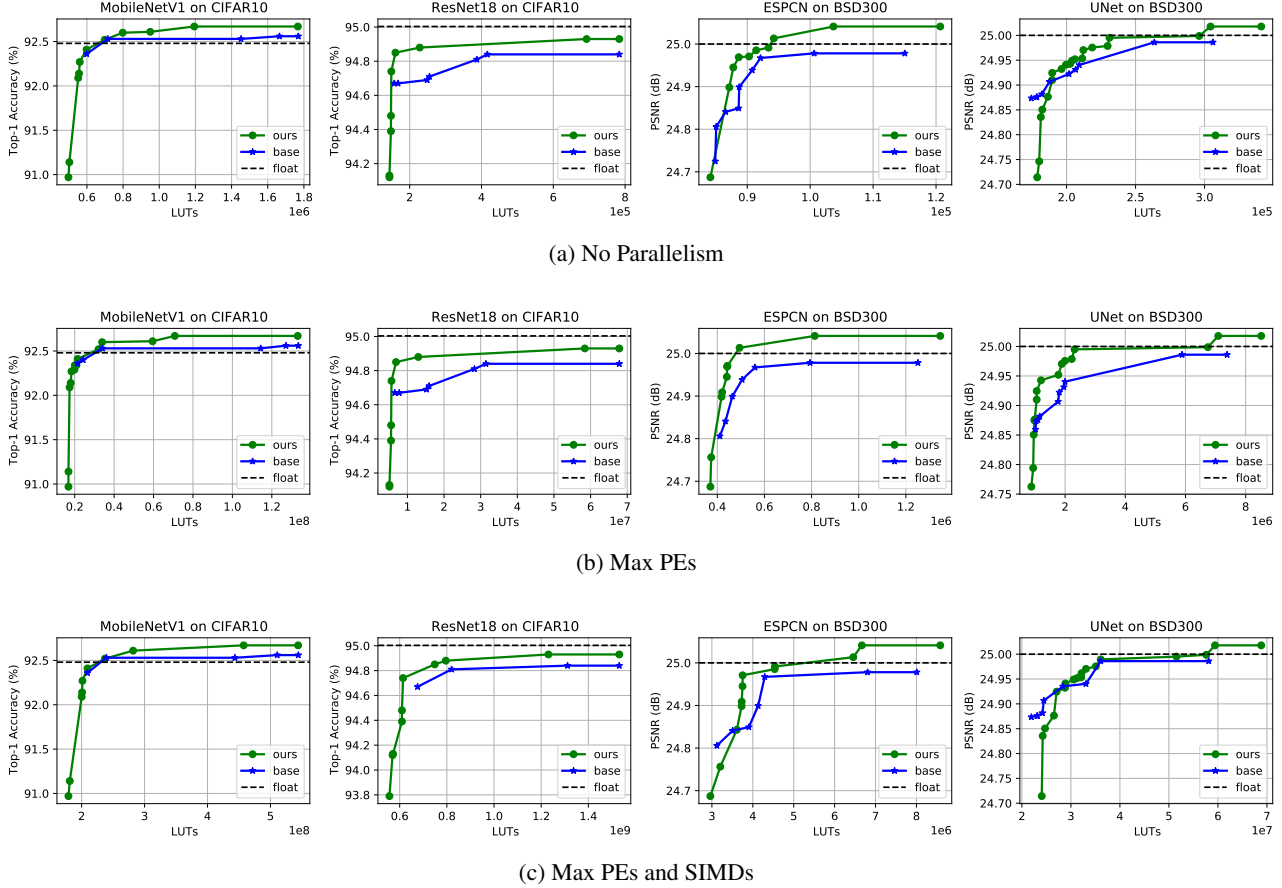 MobileNetV1 on CIFAR10
Top-1 Accuracy (%)
92.5
92.0
91.5
91.0
ours
base
float
0.6 0.8 1.0 1.2 1.4 1.6
LUTs
1e6
ResNet18 on CIFAR10
Top-1 Accuracy (%)
95.0
94.8
94.6
94.4
94.2
ours
base
float
2 4 6 8
LUTs
1e5
ESPCN on BSD300
PSNR (dB)
25.0
24.9
24.8
24.7
ours
base
float
0.9 1.0 1.1 1.2
LUTs
1e5
UNet on BSD300
PSNR (dB)
25.00
24.95
24.90
24.85
24.80
24.75
24.70
ours
base
float
2.0 2.5 3.0
LUTs
1e5
(a) No Parallelism
MobileNetV1 on CIFAR10
Top-1 Accuracy (%)
92.5
92.0
91.5
91.0
ours
base
float
0.2 0.4 0.6 0.8 1.0 1.2
LUTs
1e8
ResNet18 on CIFAR10
Top-1 Accuracy (%)
95.0
94.8
94.6
94.4
94.2
ours
base
float
1 2 3 4 5 6 7
LUTs
1e7
ESPCN on BSD300
PSNR (dB)
25.0
24.9
24.8
24.7
ours
base
float
0.4 0.6 0.8 1.0 1.2
LUTs
1e6
UNet on BSD300
PSNR (dB)
25.00
24.95
24.90
24.85
24.80
24.75
ours
base
float
2 4 6 8
LUTs
1e6
(b) Max PEs
MobileNetV1 on CIFAR10
Top-1 Accuracy (%)
92.5
92.0
91.5
91.0
ours
base
float
2 3 4 5
LUTs
1e8
ResNet18 on CIFAR10
Top-1 Accuracy (%)
95.0
94.8
94.6
94.4
94.2
94.0
93.8
ours
base
float
0.6 0.8 1.0 1.2 1.4
LUTs
1e9
ESPCN on BSD300
PSNR (dB)
25.0
24.9
24.8
24.7
ours
base
float
3 4 5 6 7 8
LUTs
1e6
UNet on BSD300
PSNR (dB)
25.00
24.95
24.90
24.85
24.80
24.75
24.70
ours
base
float
2 3 4 5 6 7
LUTs
1e7
(c) Max PEs and SIMDs